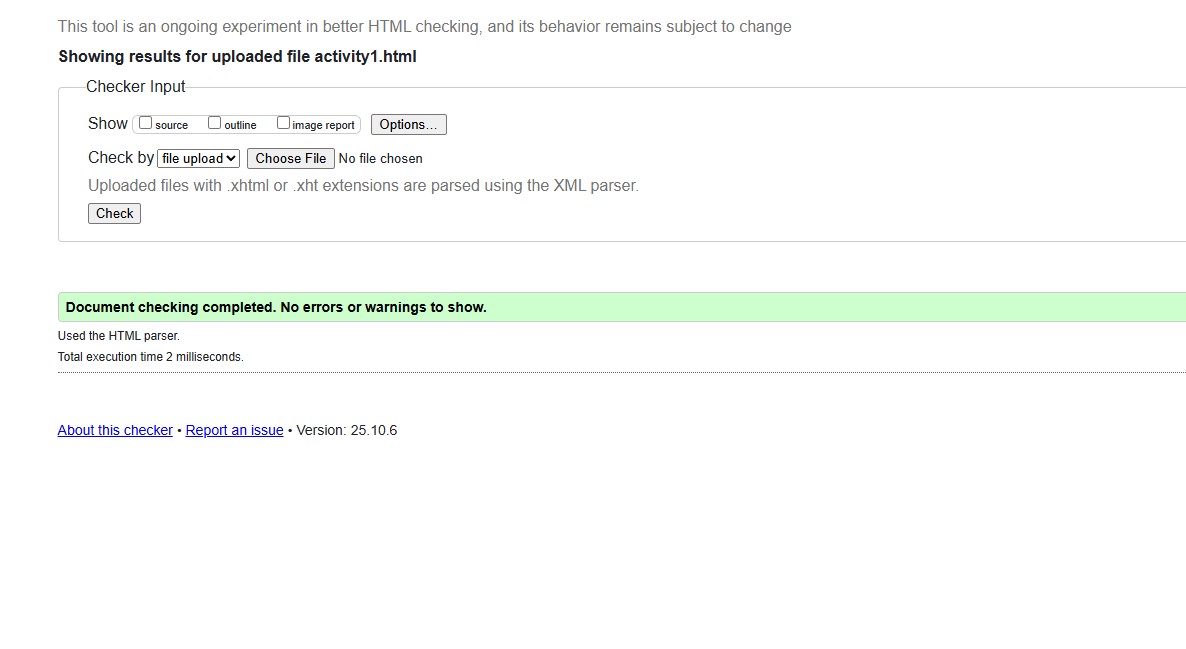 This tool is an ongoing experiment in better HTML checking, and its behavior remains subject to change
Showing results for uploaded file activity1.html
Checker Input
Show source outline image report Options...
Check by file upload Choose File No file chosen
Uploaded files with .xhtml or .xht extensions are parsed using the XML parser.
Check
Document checking completed. No errors or warnings to show.
Used the HTML parser.
Total execution time 2 milliseconds.
About this checker • Report an issue • Version: 25.10.6